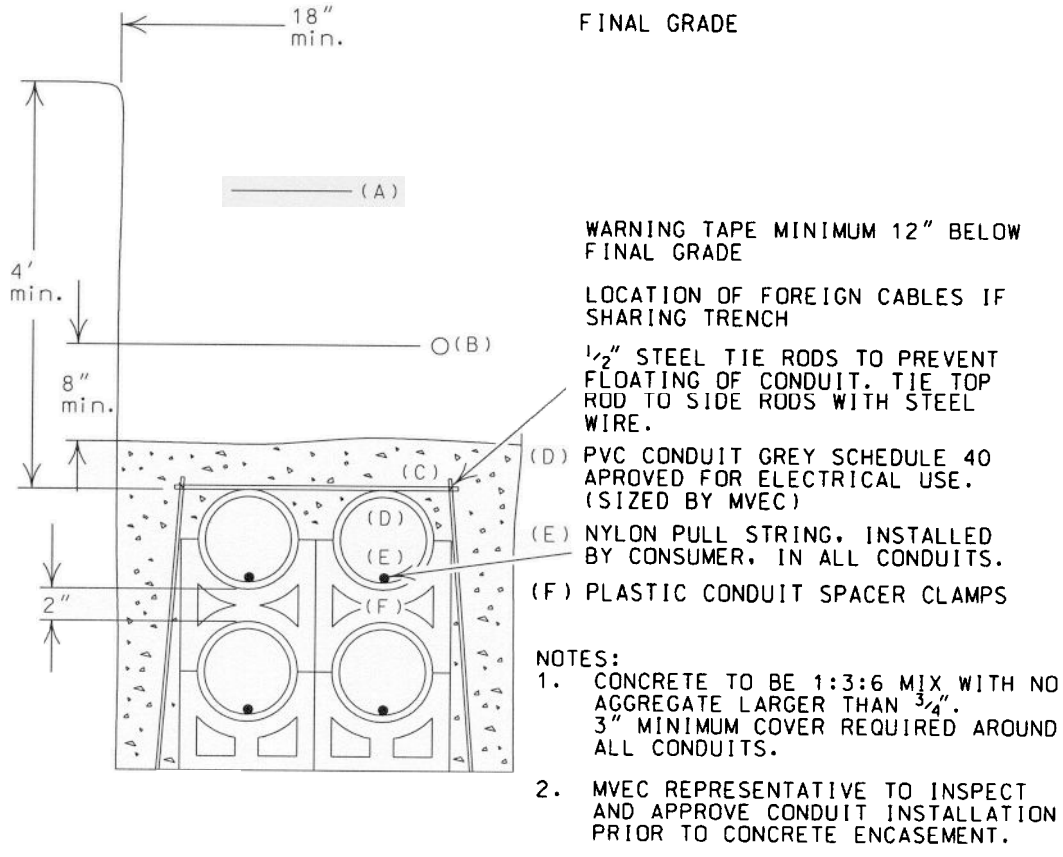 18"
min.
FINAL GRADE
(A)
WARNING TAPE MINIMUM 12" BELOW
FINAL GRADE
4'
min.
LOCATION OF FOREIGN CABLES IF
SHARING TRENCH
(B)
1/2" STEEL TIE RODS TO PREVENT
FLOATING OF CONDUIT. TIE TOP
ROD TO SIDE RODS WITH STEEL
WIRE.
8"
min.
(C)
(D) PVC CONDUIT GREY SCHEDULE 40
APROVED FOR ELECTRICAL USE.
(SIZED BY MVEC)
(D)
(E) NYLON PULL STRING, INSTALLED
BY CONSUMER, IN ALL CONDUITS.
(E)
(F) PLASTIC CONDUIT SPACER CLAMPS
(F)
2"
NOTES:
1. CONCRETE TO BE 1:3:6 MIX WITH NO
AGGREGATE LARGER THAN 3/4".
3" MINIMUM COVER REQUIRED AROUND
ALL CONDUITS.
2. MVEC REPRESENTATIVE TO INSPECT
AND APPROVE CONDUIT INSTALLATION
PRIOR TO CONCRETE ENCASEMENT.